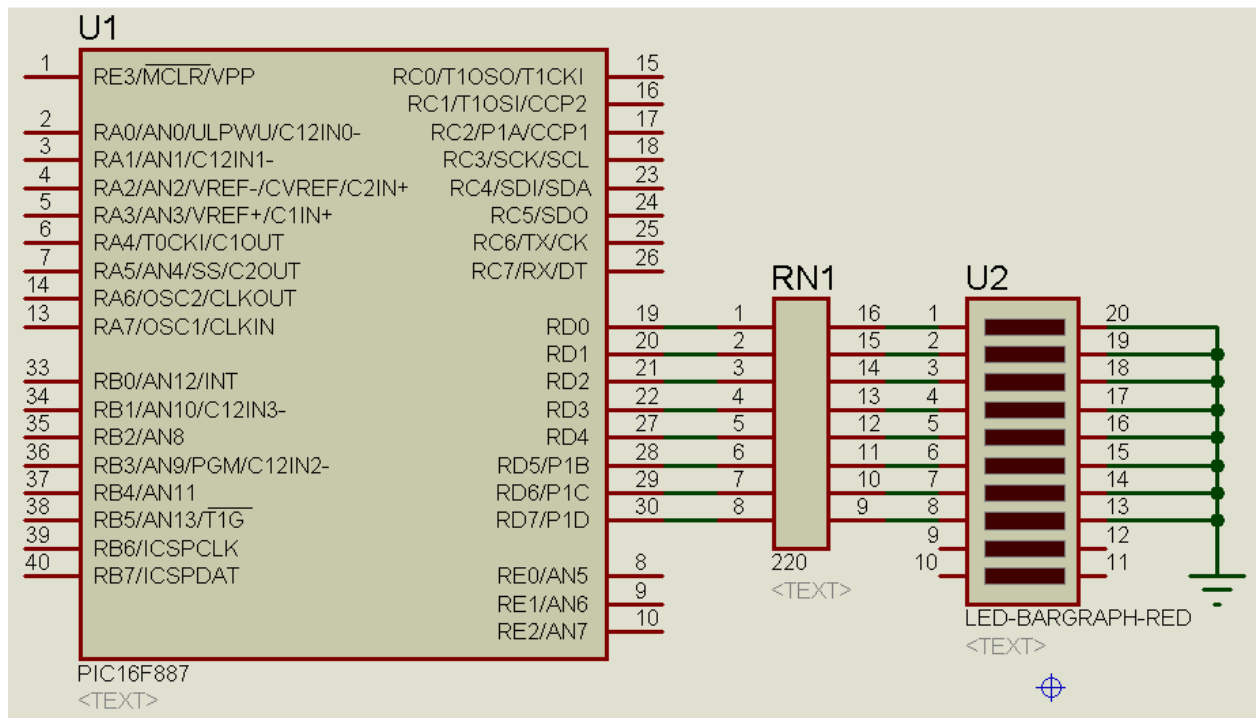 U1
1 RE3/MCLR/VPP RC0/T1OSO/T1CKI 15
RC1/T1OSI/CCP2 16
2 RA0/AN0/ULPWU/C12IN0- RC2/P1A/CCP1 17
3 RA1/AN1/C12IN1- RC3/SCK/SCL 18
4 RA2/AN2/VREF-/CVREF/C2IN+ RC4/SDI/SDA 23
5 RA3/AN3/VREF+/C1IN+ RC5/SDO 24
6 RA4/T0CKI/C1OUT RC6/TX/CK 25
7 RA5/AN4/SS/C2OUT RC7/RX/DT 26
14 RA6/OSC2/CLKOUT
13 RA7/OSC1/CLKIN RD0 19
RD1 20
33 RB0/AN12/INT RD2 21
34 RB1/AN10/C12IN3- RD3 22
35 RB2/AN8 RD4 27
36 RB3/AN9/PGM/C12IN2- RD5/P1B 28
37 RB4/AN11 RD6/P1C 29
38 RB5/AN13/T1G RD7/P1D 30
39 RB6/ICSPCLK
40 RB7/ICSPDAT RE0/AN5 8
RE1/AN6 9
RE2/AN7 10
PIC16F887
<TEXT>
RN1
1 16
2 15
3 14
4 13
5 12
6 11
7 10
8 9
220
<TEXT>
U2
1 20
2 19
3 18
4 17
5 16
6 15
7 14
8 13
9 12
10 11
LED-BARGRAPH-RED
<TEXT>